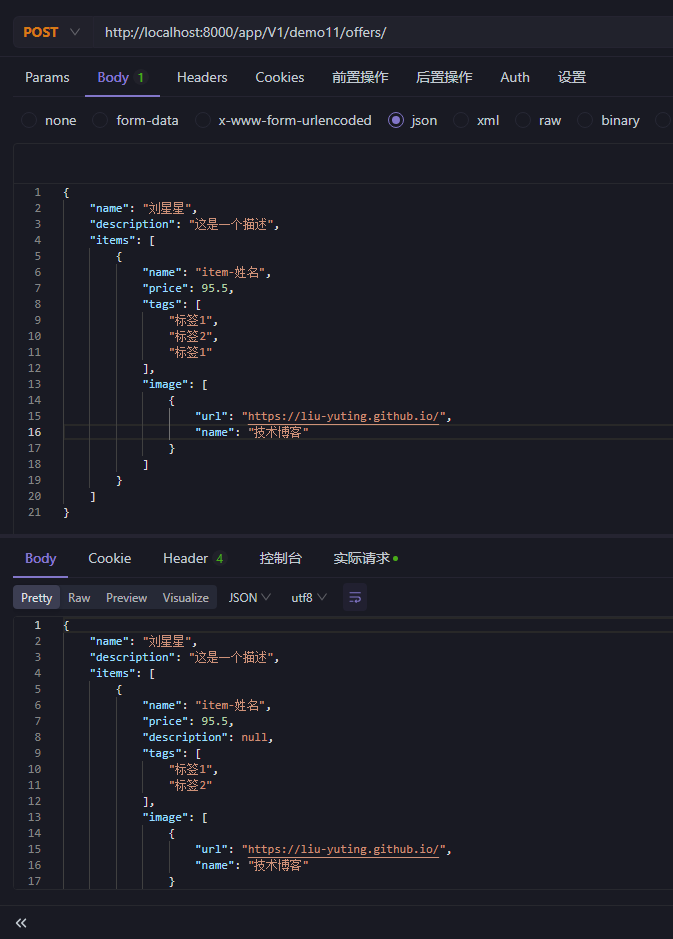 POST http://localhost:8000/app/V1/demo11/offers/
Params Body 1 Headers Cookies 前置操作 后置操作 Auth 设置
none form-data x-www-form-urlencoded json xml raw binary
1 {
2 "name": "刘星星",
3 "description": "这是一个描述",
4 "items": [
5 {
6 "name": "item-姓名",
7 "price": 95.5,
8 "tags": [
9 "标签1",
10 "标签2",
11 "标签1"
12 ],
13 "image": [
14 {
15 "url": "https://liu-yuting.github.io/",
16 "name": "技术博客"
17 }
18 ]
19 }
20 ]
21 }
Body Cookie Header 4 控制台 实际请求
Pretty Raw Preview Visualize JSON utf8
1 {
2 "name": "刘星星",
3 "description": "这是一个描述",
4 "items": [
5 {
6 "name": "item-姓名",
7 "price": 95.5,
8 "description": null,
9 "tags": [
10 "标签1",
11 "标签2"
12 ],
13 "image": [
14 {
15 "url": "https://liu-yuting.github.io/",
16 "name": "技术博客"
17 }